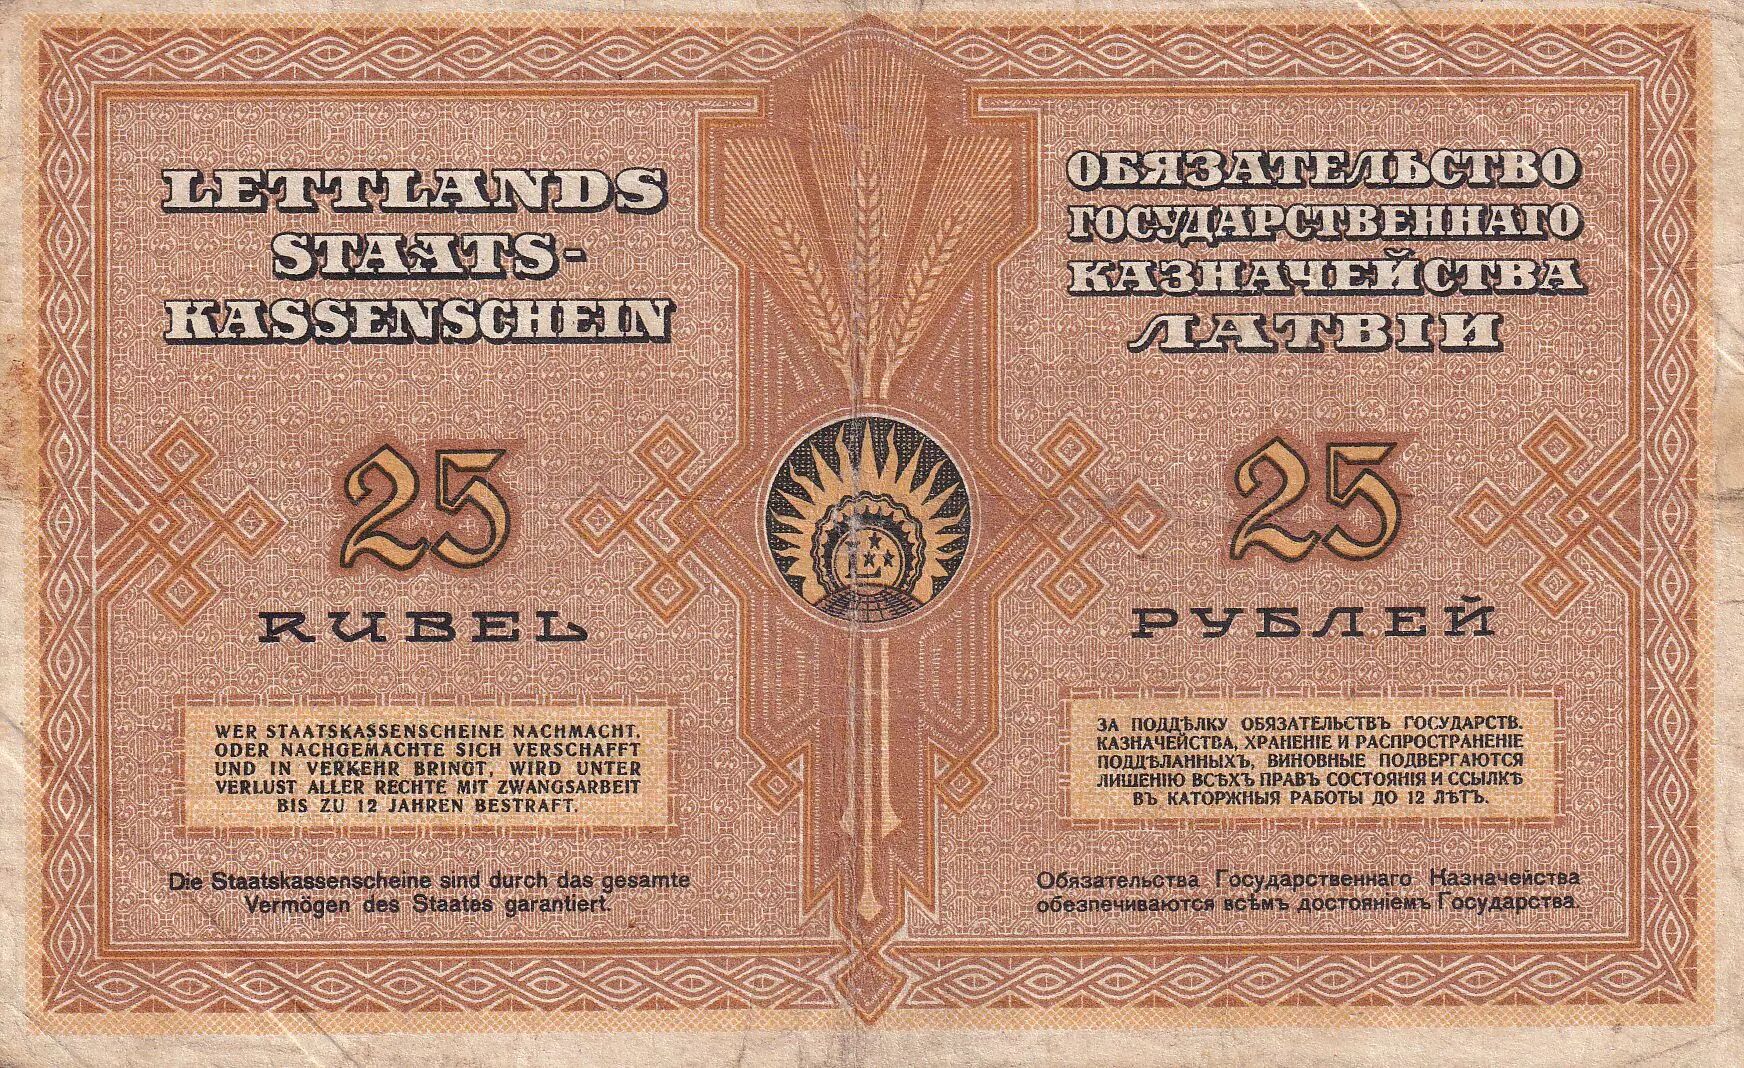 LETTLANDS
STAATS-
KASSENSCHEIN
25
RUBEL
WER STAATSKASSENSCHEINE NACHMACHT,
ODER NACHGEMACHTE SICH VERSCHAFFT
UND IN VERKEHR BRINGT, WIRD UNTER
VERLUST ALLER RECHTE MIT ZWANGSARBEIT
BIS ZU 12 JAHREN BESTRAFT.
Die Staatskassenscheine sind durch das gesamte
Vermögen des Staates garantiert.
L
ОБЯЗАТЕЛЬСТВО
ГОСУДАРСТВЕННАГО
КАЗНАЧЕЙСТВА
ЛАТВІИ
25
РУБЛЕЙ
ЗА ПОДДѢЛКУ ОБЯЗАТЕЛЬСТВЪ ГОСУДАРСТВ.
КАЗНАЧЕЙСТВА, ХРАНЕНІЕ И РАСПРОСТРАНЕНІЕ
ПОДДѢЛАННЫХЪ, ВИНОВНЫЕ ПОДВЕРГАЮТСЯ
ЛИШЕНІЮ ВСѢХЪ ПРАВЪ СОСТОЯНІЯ И ССЫЛКѢ
ВЪ КАТОРЖНЫЯ РАБОТЫ ДО 12 ЛѢТЪ.
Обязательства Государственнаго Казначейства
обезпечиваются всѣмъ достояніемъ Государства.